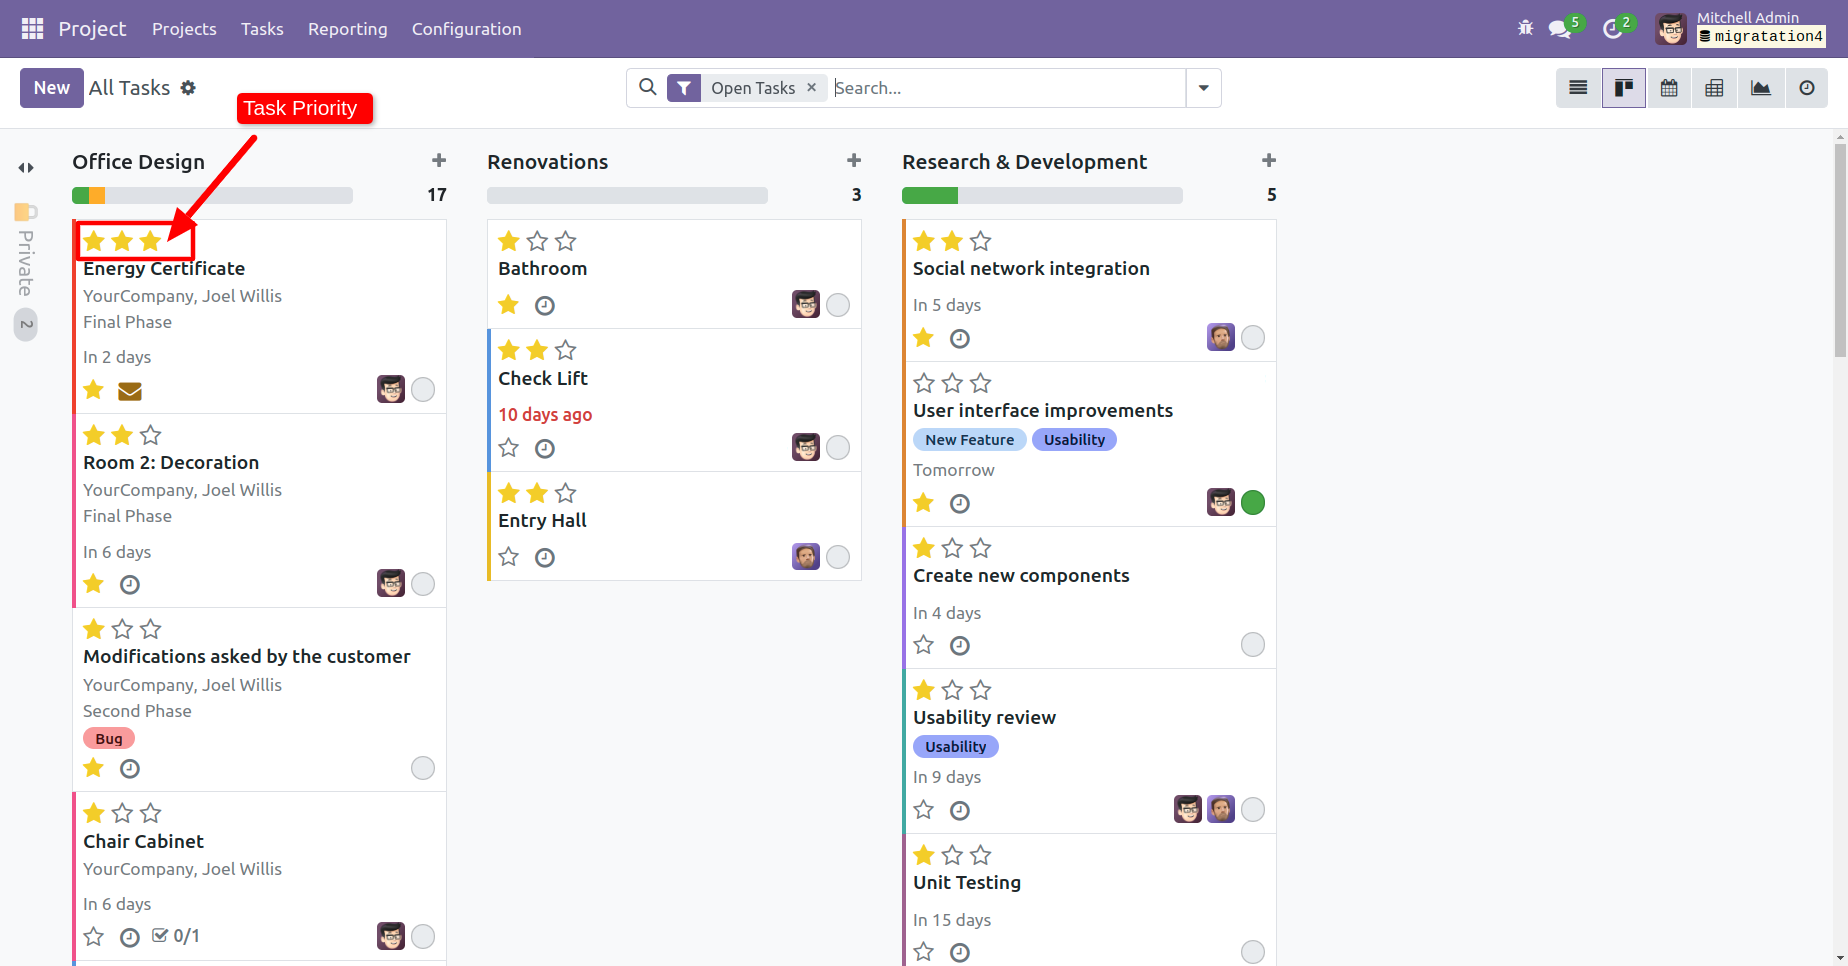 Project Projects Tasks Reporting Configuration 5 2 Mitchell Admin
migratation4
New All Tasks Open Tasks × Search...
Task Priority
Private 2
Office Design +
17
Energy Certificate
YourCompany, Joel Willis
Final Phase
In 2 days
Room 2: Decoration
YourCompany, Joel Willis
Final Phase
In 6 days
Modifications asked by the customer
YourCompany, Joel Willis
Second Phase
Bug
Chair Cabinet
YourCompany, Joel Willis
In 6 days
0/1
Renovations +
3
Bathroom
Check Lift
10 days ago
Entry Hall
Research & Development +
5
Social network integration
In 5 days
User interface improvements
New Feature Usability
Tomorrow
Create new components
In 4 days
Usability review
Usability
In 9 days
Unit Testing
In 15 days